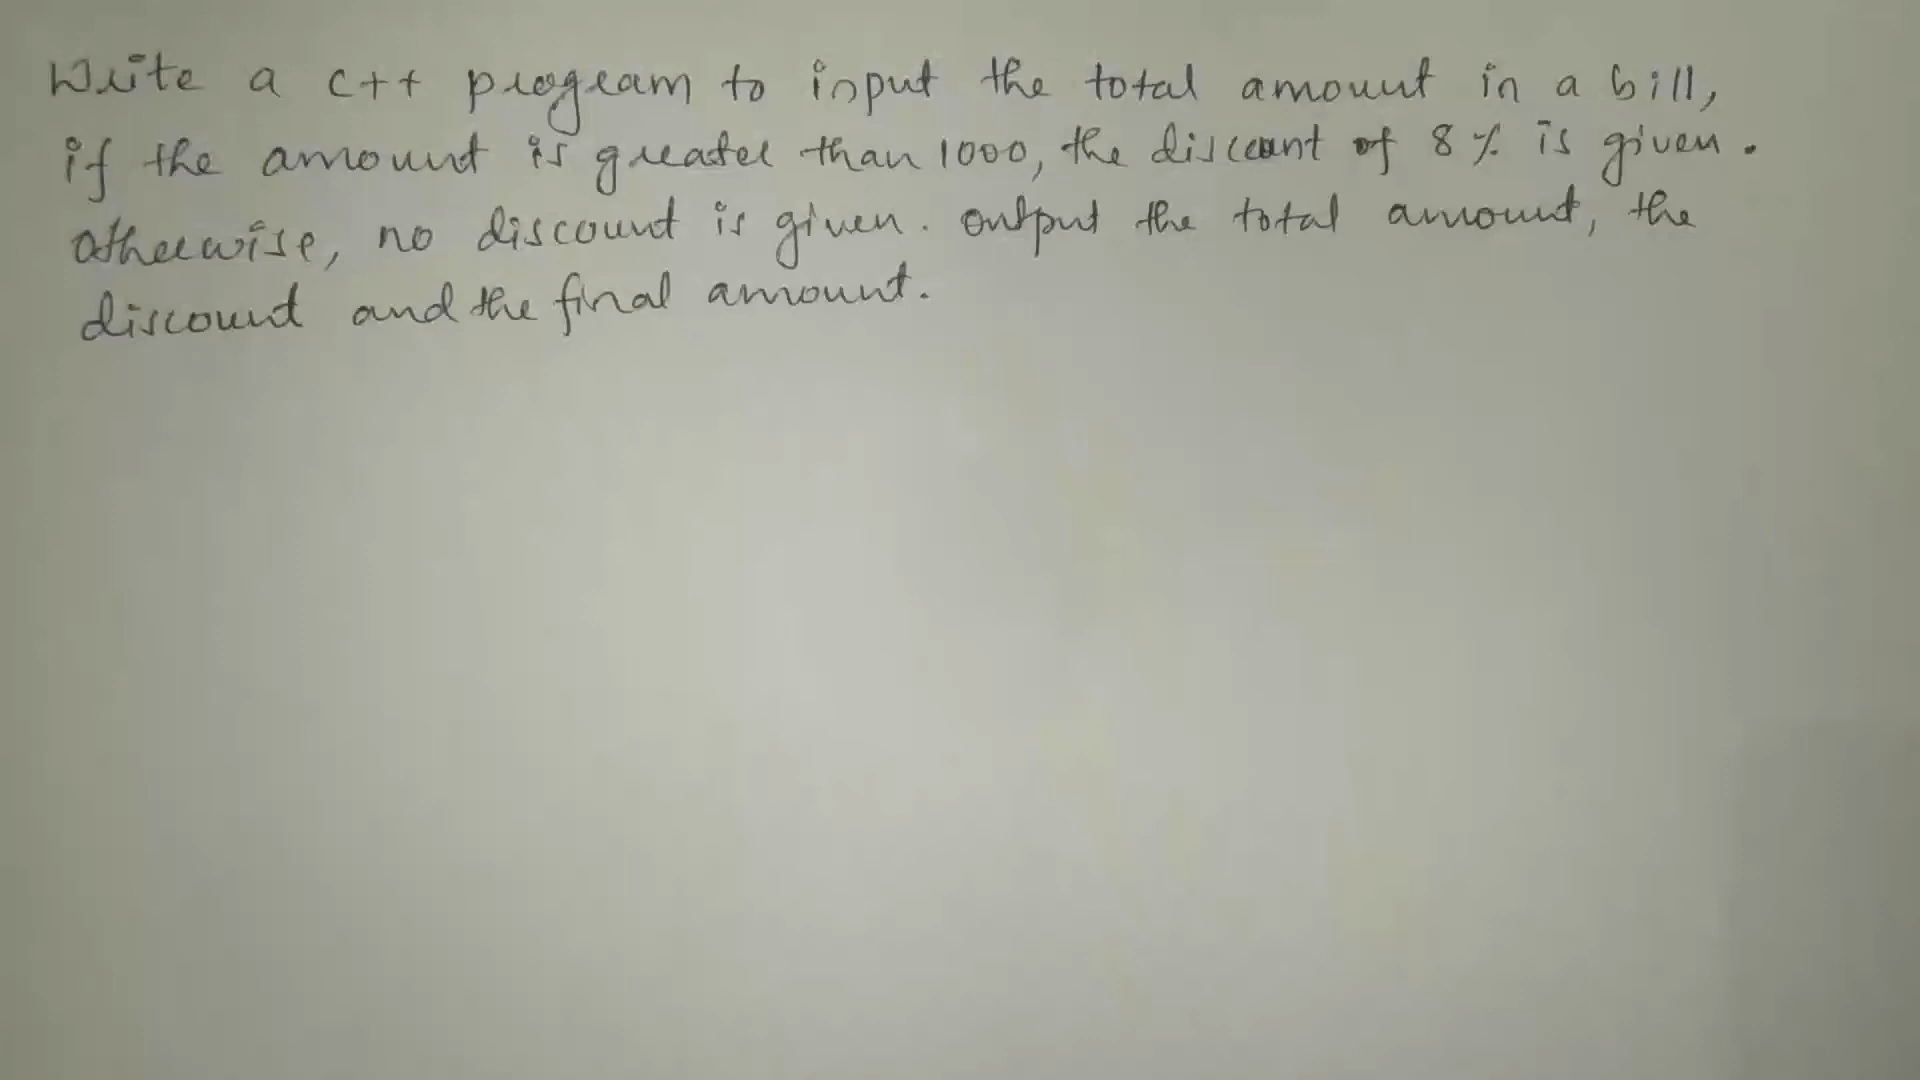 Write a c++ program to input the total amount in a bill,
if the amount is greater than 1000, the discount of 8% is given.
otherwise, no discount is given. output the total amount, the
discount and the final amount.